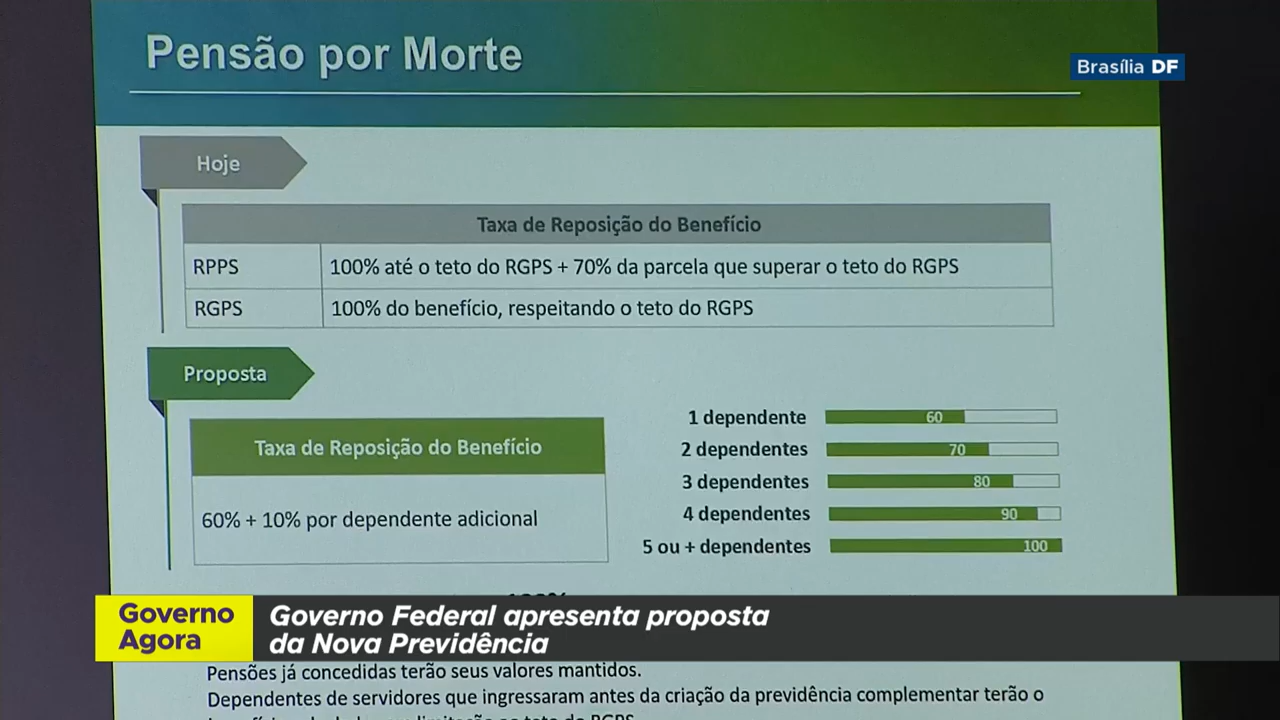 Pensão por Morte
Brasília DF
Hoje
Taxa de Reposição do Benefício
RPPS 100% até o teto do RGPS + 70% da parcela que superar o teto do RGPS
RGPS 100% do benefício, respeitando o teto do RGPS
Proposta
Taxa de Reposição do Benefício
60% + 10% por dependente adicional
1 dependente 60
2 dependentes 70
3 dependentes 80
4 dependentes 90
5 ou + dependentes 100
Governo
Agora
Governo Federal apresenta proposta
da Nova Previdência
Pensões já concedidas terão seus valores mantidos.
Dependentes de servidores que ingressaram antes da criação da previdência complementar terão o